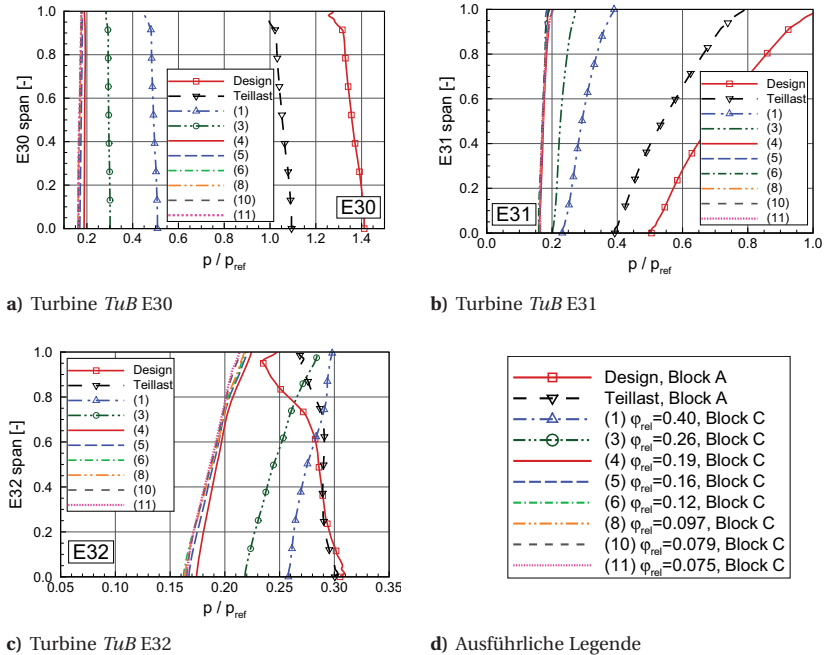 E30 span [-]
1.0
0.8
0.6
0.4
0.2
0.0
Design
Teillast
(1)
(3)
(4)
(5)
(6)
(8)
(10)
(11)
E30
0.2
0.4
0.6
0.8
1.0
1.2
1.4
p / p_ref
a) Turbine TuB E30
E31 span [-]
1.0
0.8
0.6
0.4
0.2
0.0
Design
Teillast
(1)
(3)
(4)
(5)
(6)
(8)
(10)
(11)
E31
0.0
0.2
0.4
0.6
0.8
1.0
p / p_ref
b) Turbine TuB E31
E32 span [-]
1.0
0.8
0.6
0.4
0.2
0.0
Design
Teillast
(1)
(3)
(4)
(5)
(6)
(8)
(10)
(11)
E32
0.05
0.10
0.15
0.20
0.25
0.30
0.35
p / p_ref
c) Turbine TuB E32
Design, Block A
Teillast, Block A
(1) φ_rel=0.40, Block C
(3) φ_rel=0.26, Block C
(4) φ_rel=0.19, Block C
(5) φ_rel=0.16, Block C
(6) φ_rel=0.12, Block C
(8) φ_rel=0.097, Block C
(10) φ_rel=0.079, Block C
(11) φ_rel=0.075, Block C
d) Ausführliche Legende